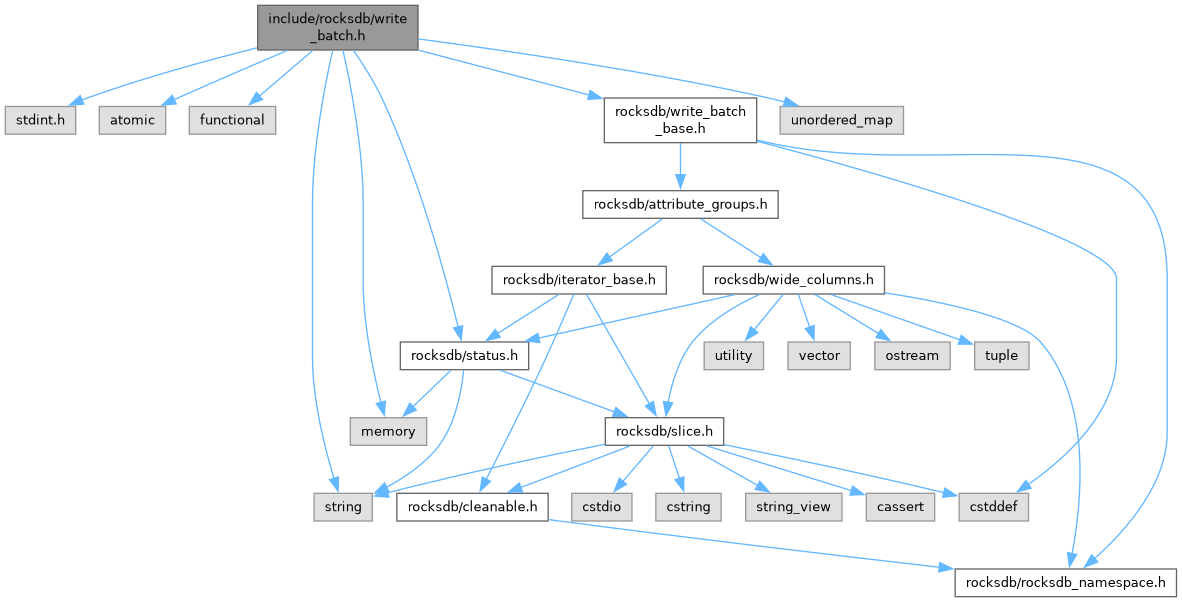 include/rocksdb/write
_batch.h
stdint.h
atomic
functional
rocksdb/write_batch
_base.h
unordered_map
rocksdb/attribute_groups.h
rocksdb/iterator_base.h
rocksdb/wide_columns.h
rocksdb/status.h
utility
vector
ostream
tuple
memory
rocksdb/slice.h
string
rocksdb/cleanable.h
cstdio
cstring
string_view
cassert
cstddef
rocksdb/rocksdb_namespace.h